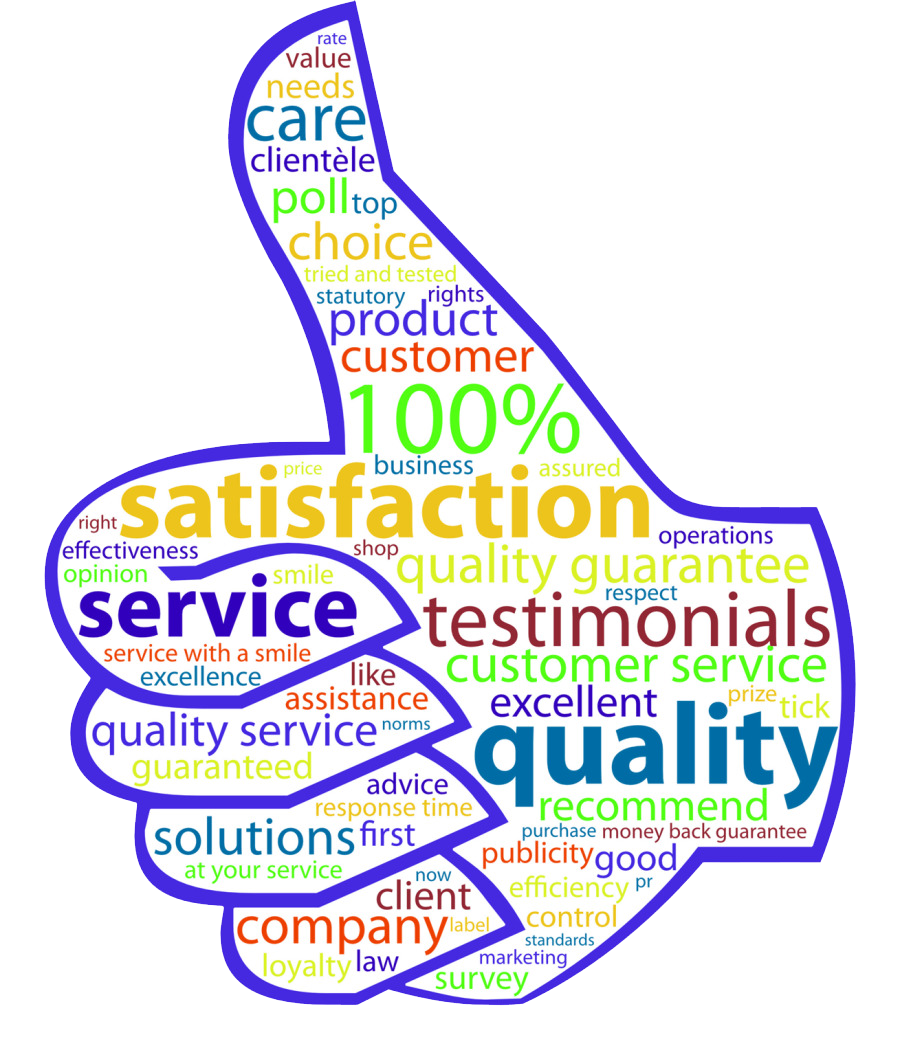 rate
value
needs
care
clientèle
poll top
choice
tried and tested
statutory rights
product
customer
100%
price business assured
satisfaction
right operations
effectiveness shop quality guarantee
opinion smile respect
service testimonials
service with a smile customer service
excellence like
assistance excellent prize tick
quality service norms quality
guaranteed
advice recommend
response time
solutions first purchase money back guarantee
at your service publicity good
now efficiency pr
client
company label control
standards
loyalty law marketing
survey